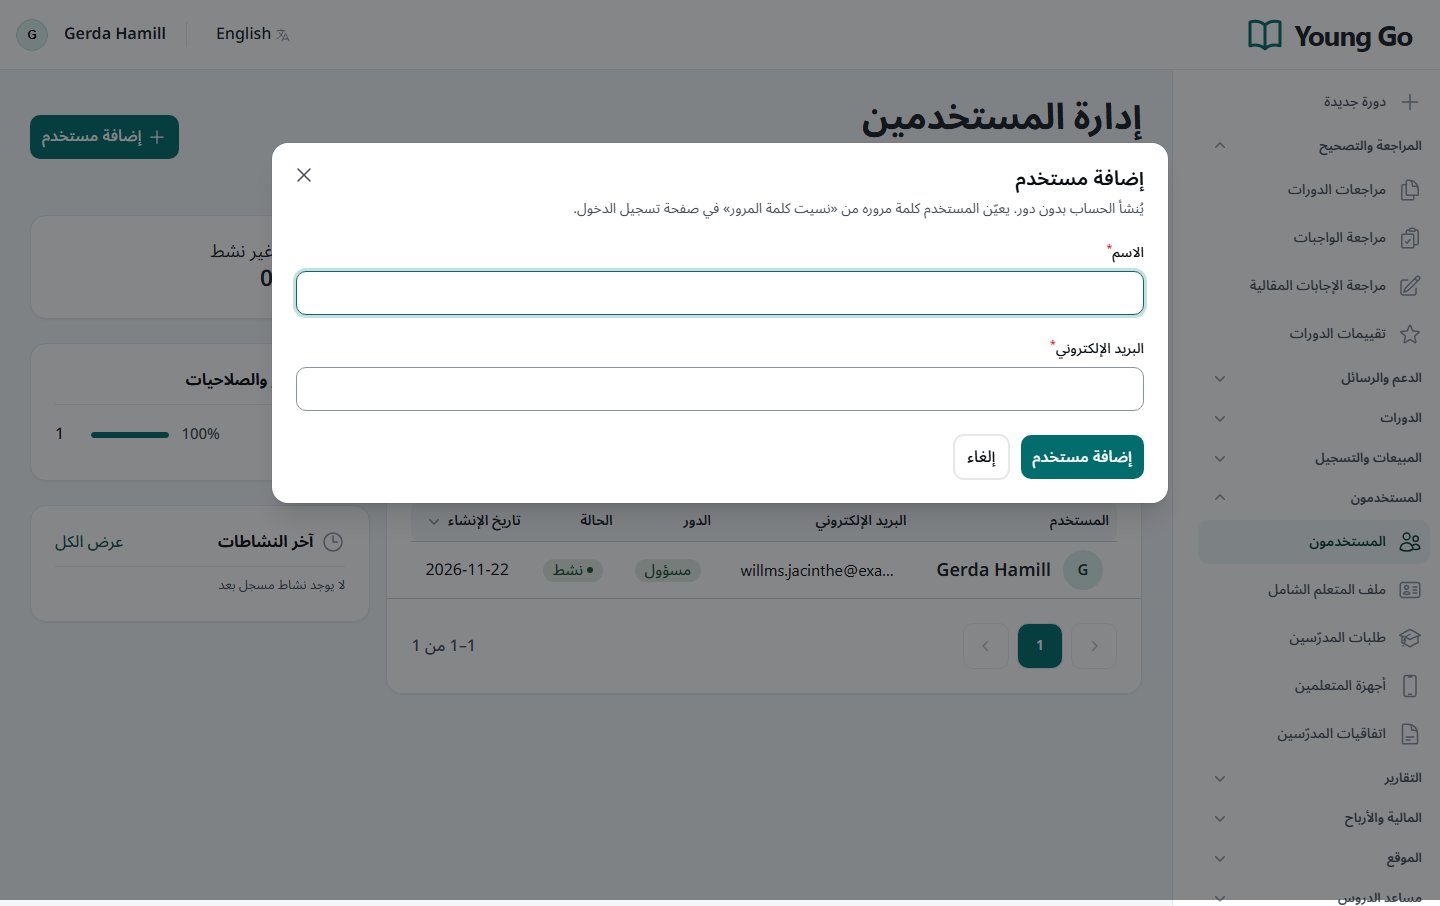 Young Go
English
Gerda Hamill
G
دورة جديدة
المراجعة والتصحيح
مراجعات الدورات
مراجعة الواجبات
مراجعة الإجابات المقالية
تقييمات الدورات
الدعم والرسائل
الدورات
المبيعات والتسجيل
المستخدمون
المستخدمون
ملف المتعلم الشامل
طلبات المدرّسين
أجهزة المتعلمين
اتفاقيات المدرّسين
التقارير
المالية والأرباح
الموقع
مساعد الدروس
إدارة المستخدمين
إضافة مستخدم
إضافة مستخدم
يُنشأ الحساب بدون دور. يعيّن المستخدم كلمة مروره من «نسيت كلمة المرور» في صفحة تسجيل الدخول.
الاسم*
البريد الإلكتروني*
إضافة مستخدم
إلغاء
غير نشط
0
والصلاحيات
100%
1
آخر النشاطات
عرض الكل
لا يوجد نشاط مسجل بعد
المستخدم البريد الإلكتروني الدور الحالة تاريخ الإنشاء
G Gerda Hamill willms.jacinthe@exa... مسؤول نشط 2026-11-22
1
1–1 من 1